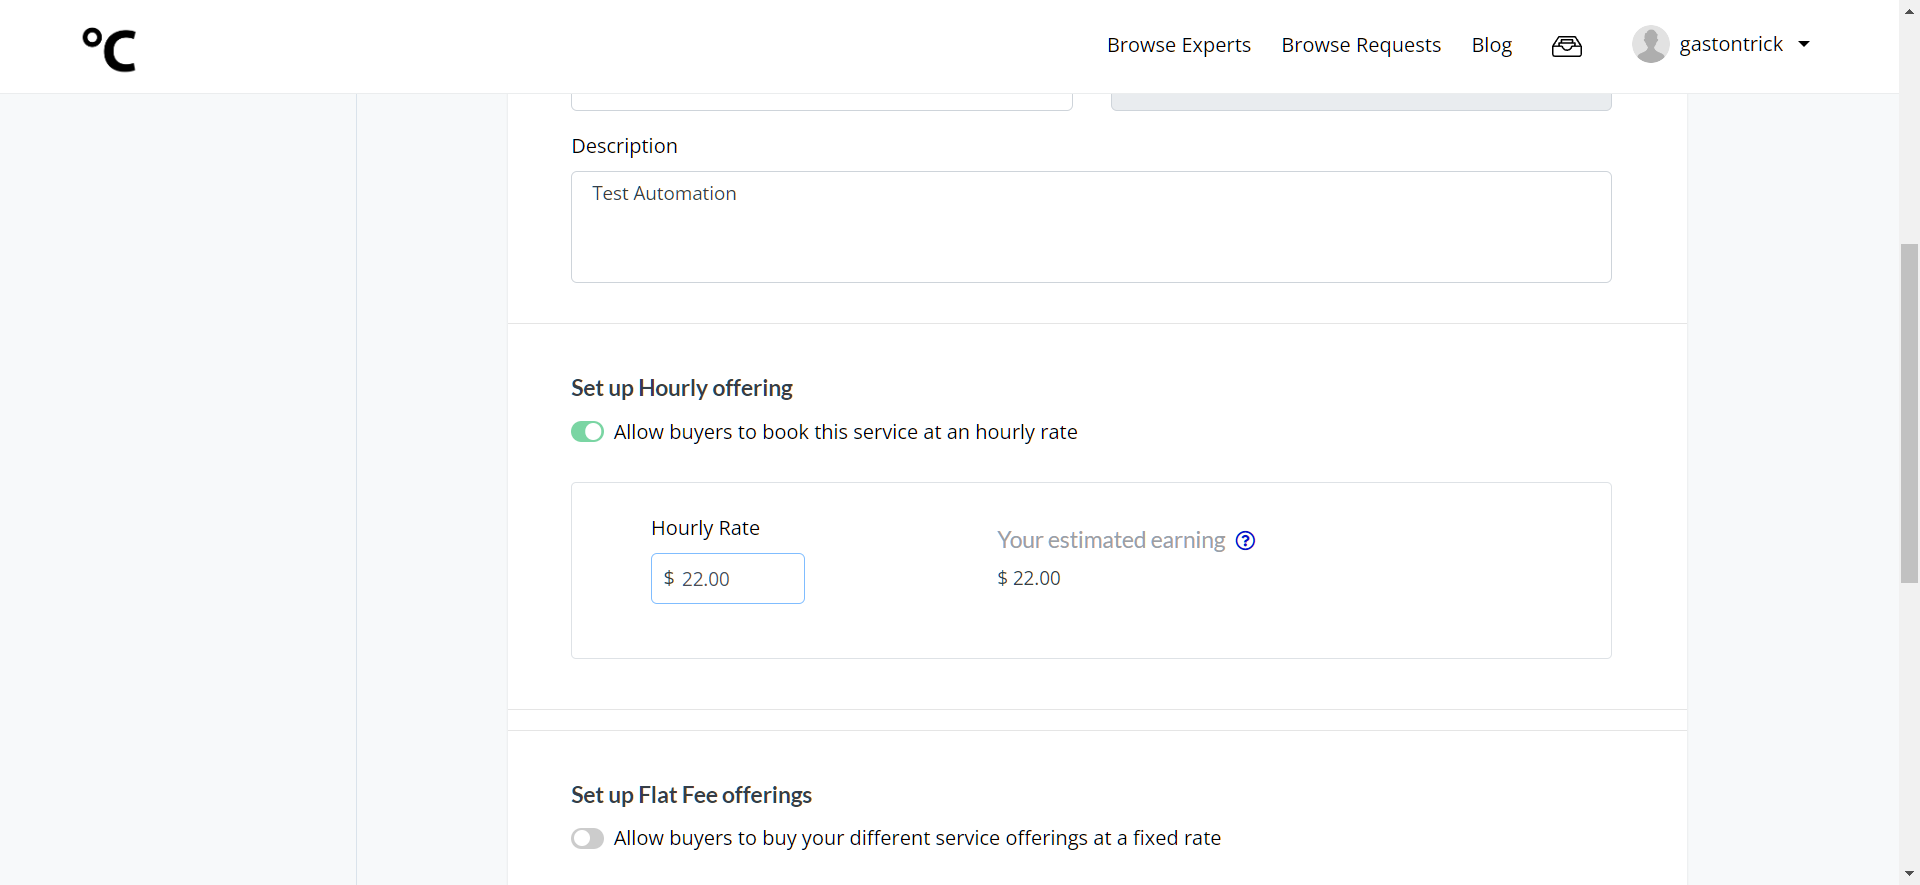 °C
Browse Experts
Browse Requests
Blog
gastontrick
Description
Test Automation
Set up Hourly offering
Allow buyers to book this service at an hourly rate
Hourly Rate
$ 22.00
Your estimated earning ?
$ 22.00
Set up Flat Fee offerings
Allow buyers to buy your different service offerings at a fixed rate